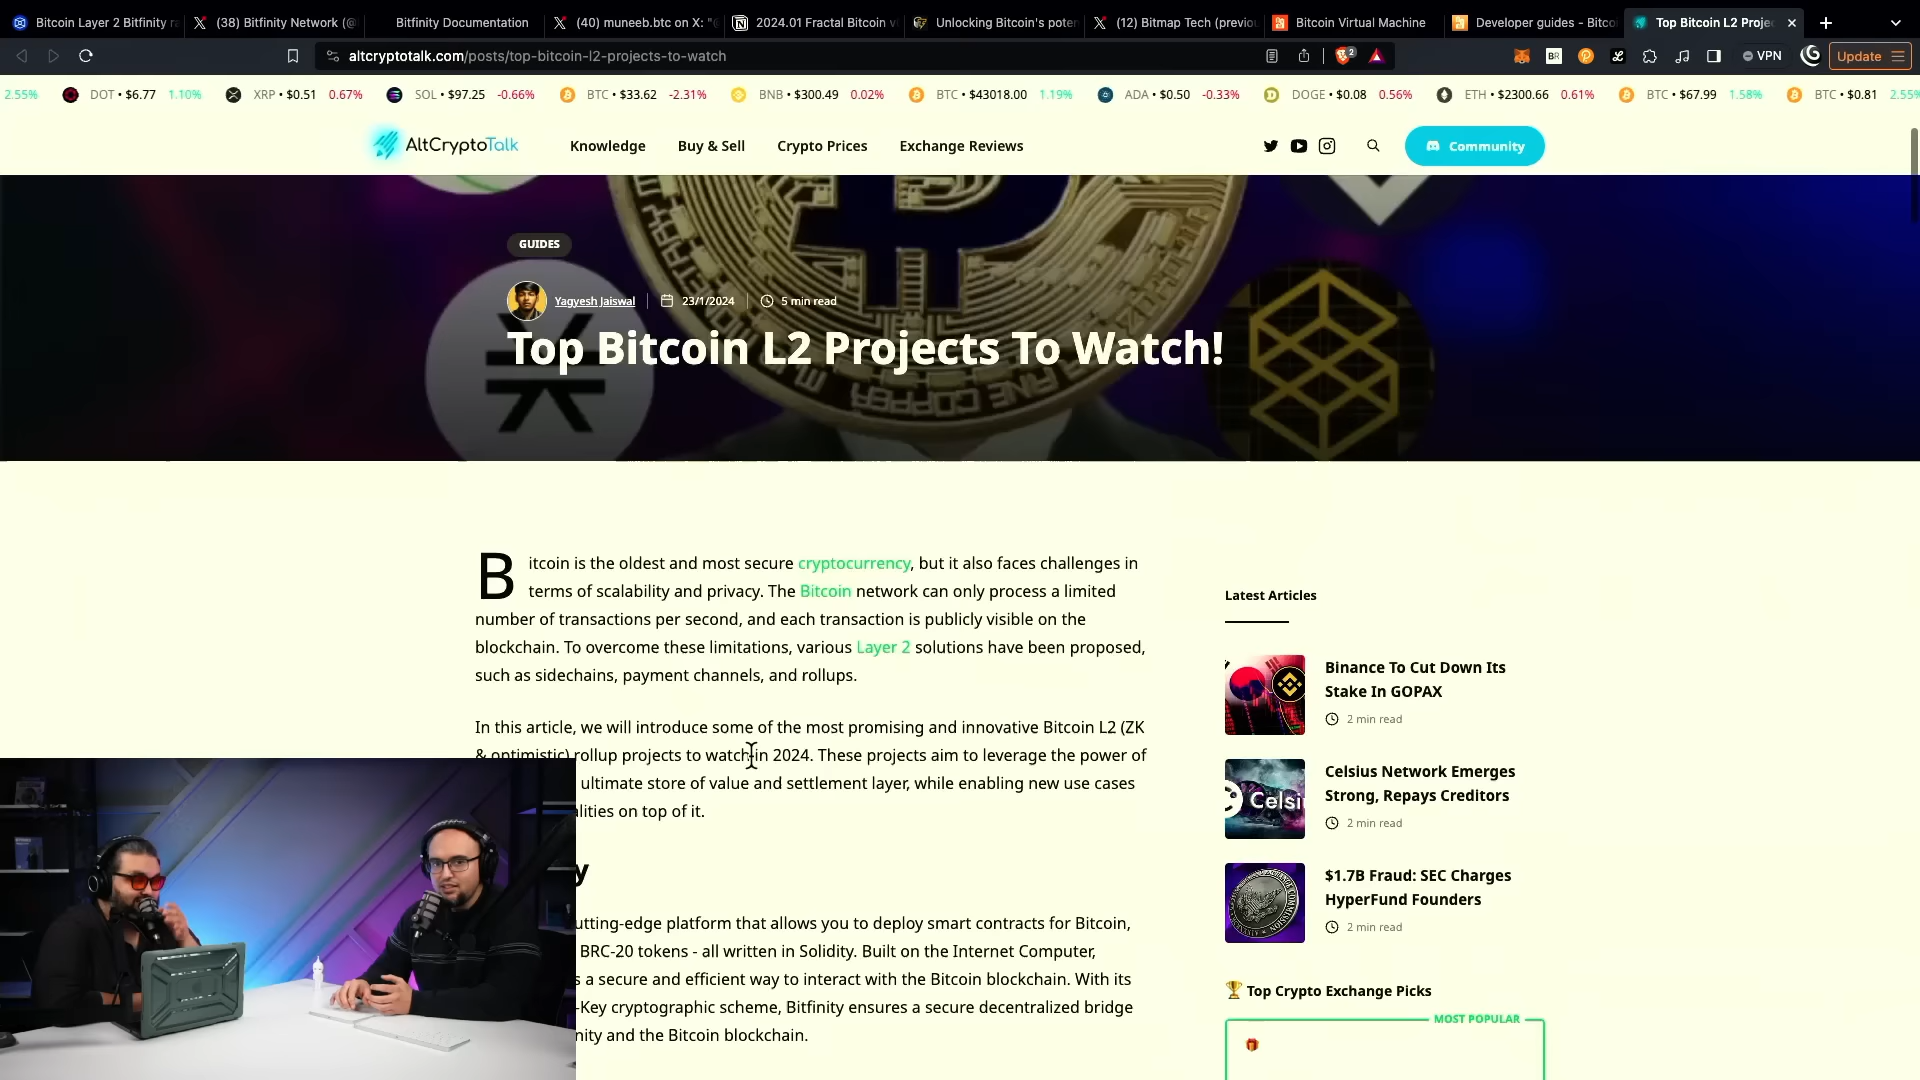 Bitcoin Layer 2 Bitfinity ra
(38) Bitfinity Network (@
Bitfinity Documentation
(40) muneeb.btc on X: "@
2024.01 Fractal Bitcoin v
Unlocking Bitcoin's poten
(12) Bitmap Tech (previou
Bitcoin Virtual Machine
Developer guides - Bitco
Top Bitcoin L2 Proje
altcryptotalk.com/posts/top-bitcoin-l2-projects-to-watch
2
VPN
Update
2.55%
DOT • $6.77 1.10%
XRP • $0.51 0.67%
SOL • $97.25 -0.66%
BTC • $33.62 -2.31%
BNB • $300.49 0.02%
BTC • $43018.00 1.19%
ADA • $0.50 -0.33%
DOGE • $0.08 0.56%
ETH • $2300.66 0.61%
BTC • $67.99 1.58%
BTC • $0.81 2.55%
AltCryptoTalk
Knowledge
Buy & Sell
Crypto Prices
Exchange Reviews
Community
GUIDES
Yagyesh Jaiswal
23/1/2024
5 min read
Top Bitcoin L2 Projects To Watch!
Bitcoin is the oldest and most secure cryptocurrency, but it also faces challenges in
terms of scalability and privacy. The Bitcoin network can only process a limited
number of transactions per second, and each transaction is publicly visible on the
blockchain. To overcome these limitations, various Layer 2 solutions have been proposed,
such as sidechains, payment channels, and rollups.
In this article, we will introduce some of the most promising and innovative Bitcoin L2 (ZK
& optimistic) rollup projects to watch in 2024. These projects aim to leverage the power of
ultimate store of value and settlement layer, while enabling new use cases
alities on top of it.
y
utting-edge platform that allows you to deploy smart contracts for Bitcoin,
BRC-20 tokens - all written in Solidity. Built on the Internet Computer,
s a secure and efficient way to interact with the Bitcoin blockchain. With its
-Key cryptographic scheme, Bitfinity ensures a secure decentralized bridge
nity and the Bitcoin blockchain.
Latest Articles
Binance To Cut Down Its
Stake In GOPAX
2 min read
Celsi
Celsius Network Emerges
Strong, Repays Creditors
2 min read
$1.7B Fraud: SEC Charges
HyperFund Founders
2 min read
Top Crypto Exchange Picks
MOST POPULAR